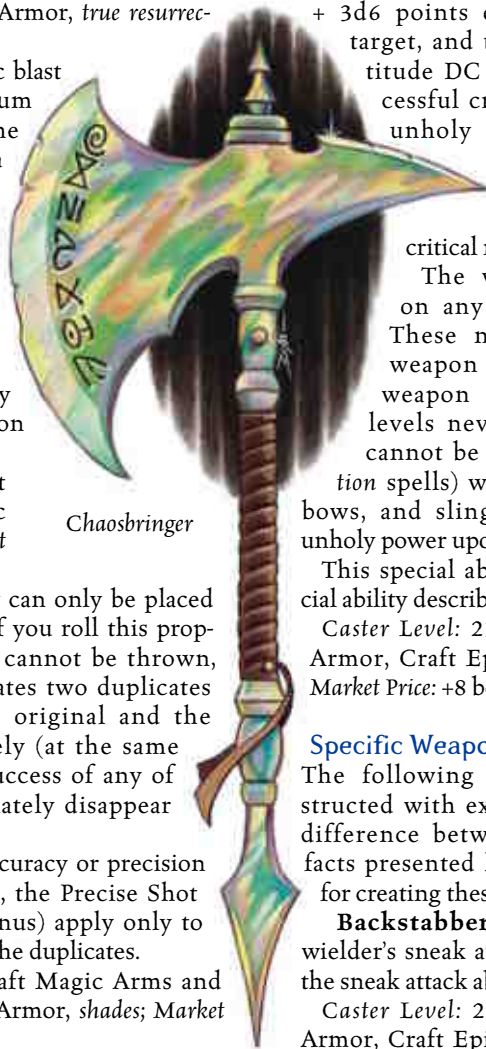 Armor, true resurrec-
c blast
um
he
y
on
t
c
t
Chaosbringer
can only be placed
f you roll this prop-
cannot be thrown,
ates two duplicates
original and the
ely (at the same
uccess of any of
ately disappear
curacy or precision
, the Precise Shot
nus) apply only to
he duplicates.
aft Magic Arms and
Armor, shades; Market
+ 3d6 points
target, and t
titude DC
cessful cr
unholy
critical
The
on any
These
weapon
weapon
levels nev
cannot be
tion spells) w
bows, and sling
unholy power upo
This special ab
cial ability describ
Caster Level: 2
Armor, Craft Ep
Market Price: +8 b
Specific Weapo
The following
structed with ex
difference betw
facts presented
for creating thes
Backstabber
wielder's sneak a
the sneak attack a
Caster Level: 2
Armor, Craft Epi